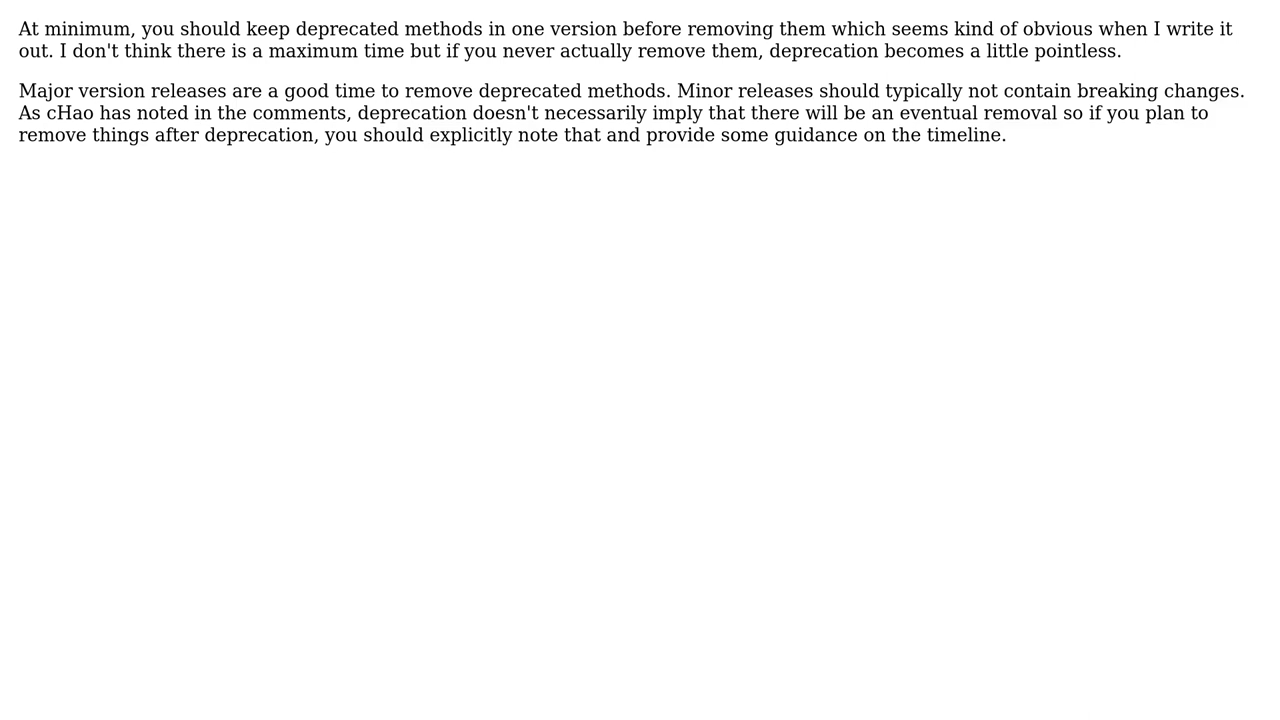 At minimum, you should keep deprecated methods in one version before removing them which seems kind of obvious when I write it
out. I don't think there is a maximum time but if you never actually remove them, deprecation becomes a little pointless.
Major version releases are a good time to remove deprecated methods. Minor releases should typically not contain breaking changes.
As cHao has noted in the comments, deprecation doesn't necessarily imply that there will be an eventual removal so if you plan to
remove things after deprecation, you should explicitly note that and provide some guidance on the timeline.